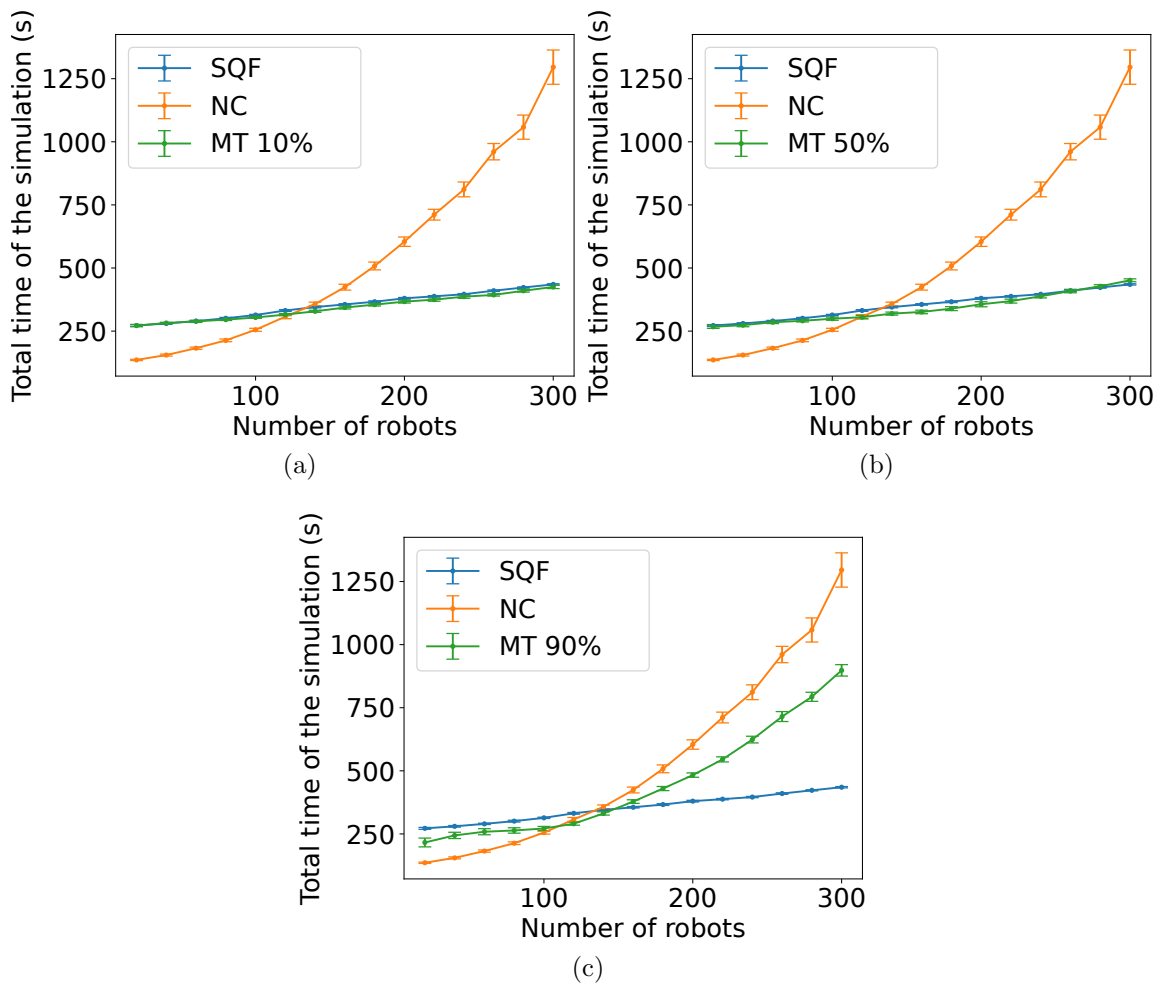 Total time of the simulation (s)
1250
1000
750
500
250
SQF
NC
MT 10%
100
200
300
Number of robots
(a)
Total time of the simulation (s)
1250
1000
750
500
250
SQF
NC
MT 50%
100
200
300
Number of robots
(b)
Total time of the simulation (s)
1250
1000
750
500
250
SQF
NC
MT 90%
100
200
300
Number of robots
(c)